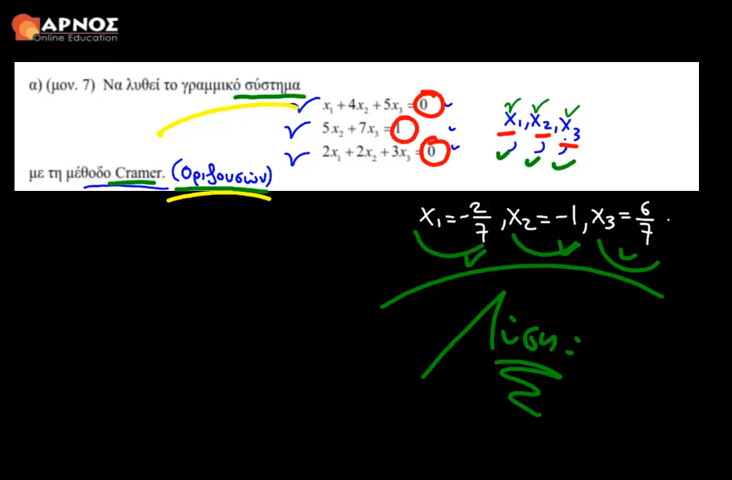 ΑΡΝΟΣ
Online Education
α) (μον. 7) Να λυθεί το γραμμικό σύστημα
x₁ + 4x₂ + 5x₃ = 0
5x₂ + 7x₃ = 1
2x₁ + 2x₂ + 3x₃ = 0
x₁, x₂, x₃
; ; ;
με τη μέθοδο Cramer. (Οριζουσών)
x₁ = -2/7, x₂ = -1, x₃ = 6/7.
Λύση: